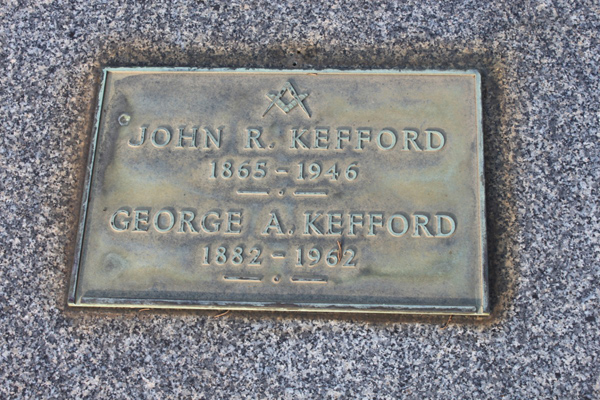 JOHN R. KEFFORD
1865 - 1946
GEORGE A. KEFFORD
1882 - 1962